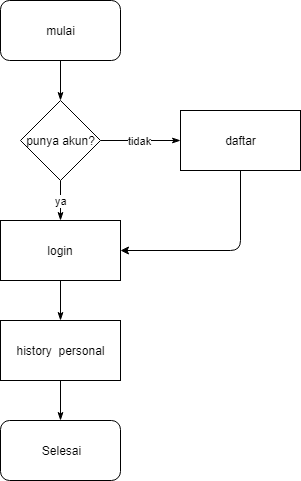 mulai
punya akun?
tidak
daftar
ya
login
history personal
Selesai